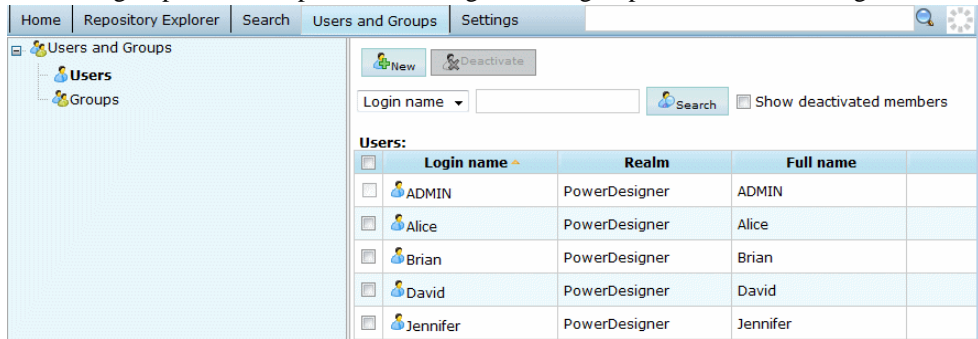 Home Repository Explorer Search Users and Groups Settings
Users and Groups
Users
Groups
New Deactivate
Login name Search Show deactivated members
Users:
Login name Realm Full name
ADMIN PowerDesigner ADMIN
Alice PowerDesigner Alice
Brian PowerDesigner Brian
David PowerDesigner David
Jennifer PowerDesigner Jennifer